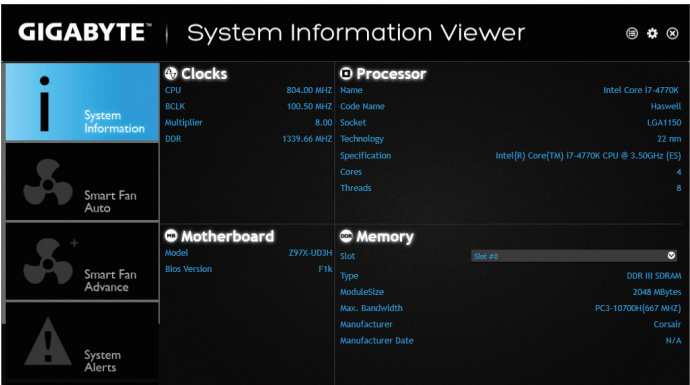 GIGABYTE™ | System Information Viewer
System
Information
Smart Fan
Auto
Smart Fan
Advance
System
Alerts
Clocks
CPU 804.00 MHZ
BCLK 100.50 MHZ
Multiplier 8.00
DDR 1339.66 MHZ
Processor
Name Intel Core i7-4770K
Code Name Haswell
Socket LGA1150
Technology 22 nm
Specification Intel(R) Core(TM) i7-4770K CPU @ 3.50GHz (ES)
Cores 4
Threads 8
MB Motherboard
Model Z97X-UD3H
Bios Version F1k
DDR Memory
Slot Slot #0
Type DDR III SDRAM
ModuleSize 2048 MBytes
Max. Bandwidth PC3-10700H(667 MHZ)
Manufacturer Corsair
Manufacturer Date N/A